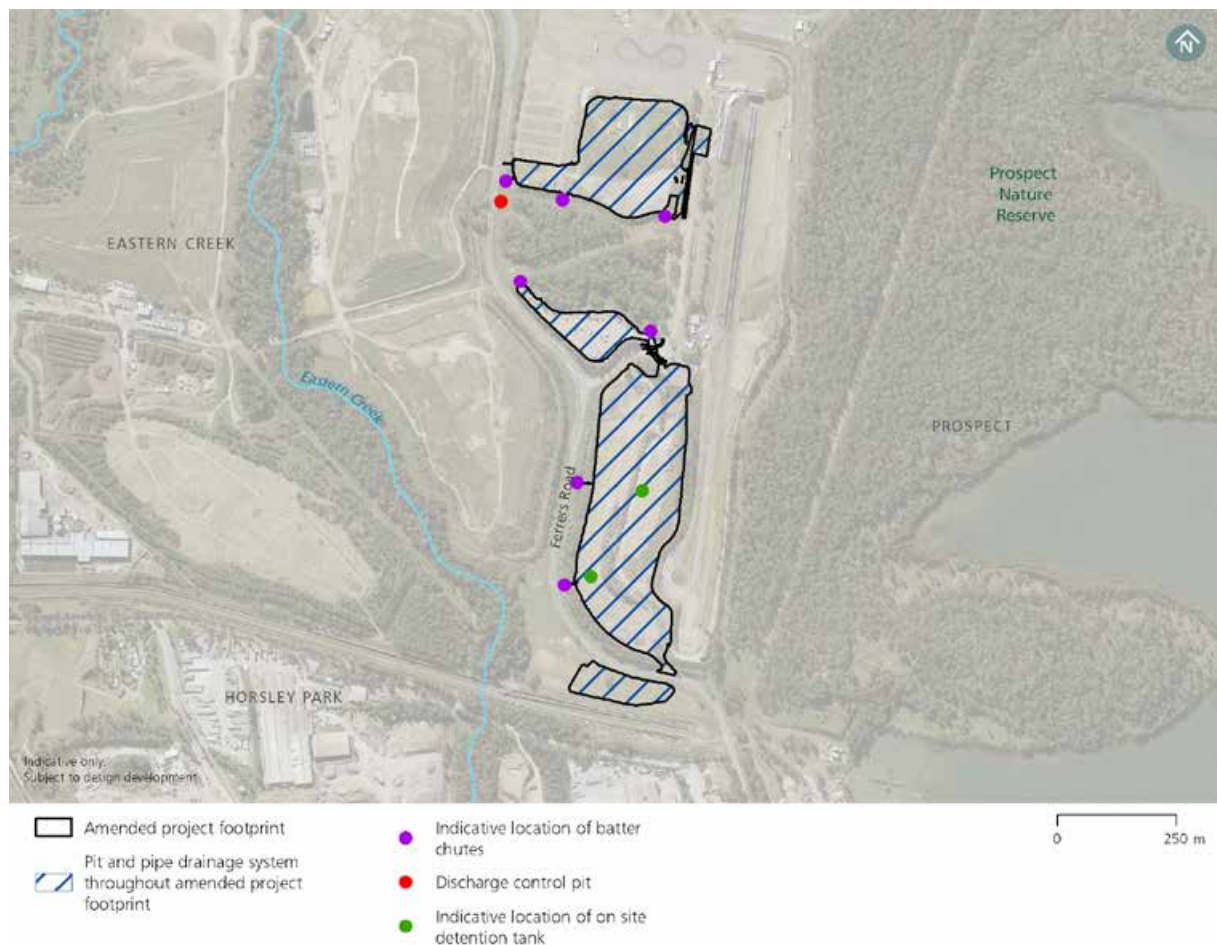 N
Prospect
Nature
Reserve
EASTERN CREEK
Eastern Creek
PROSPECT
Ferrers Road
HORSLEY PARK
Indicative only.
Subject to design development
Amended project footprint
Pit and pipe drainage system
throughout amended project
footprint
Indicative location of batter
chutes
Discharge control pit
Indicative location of on site
detention tank
0
250 m